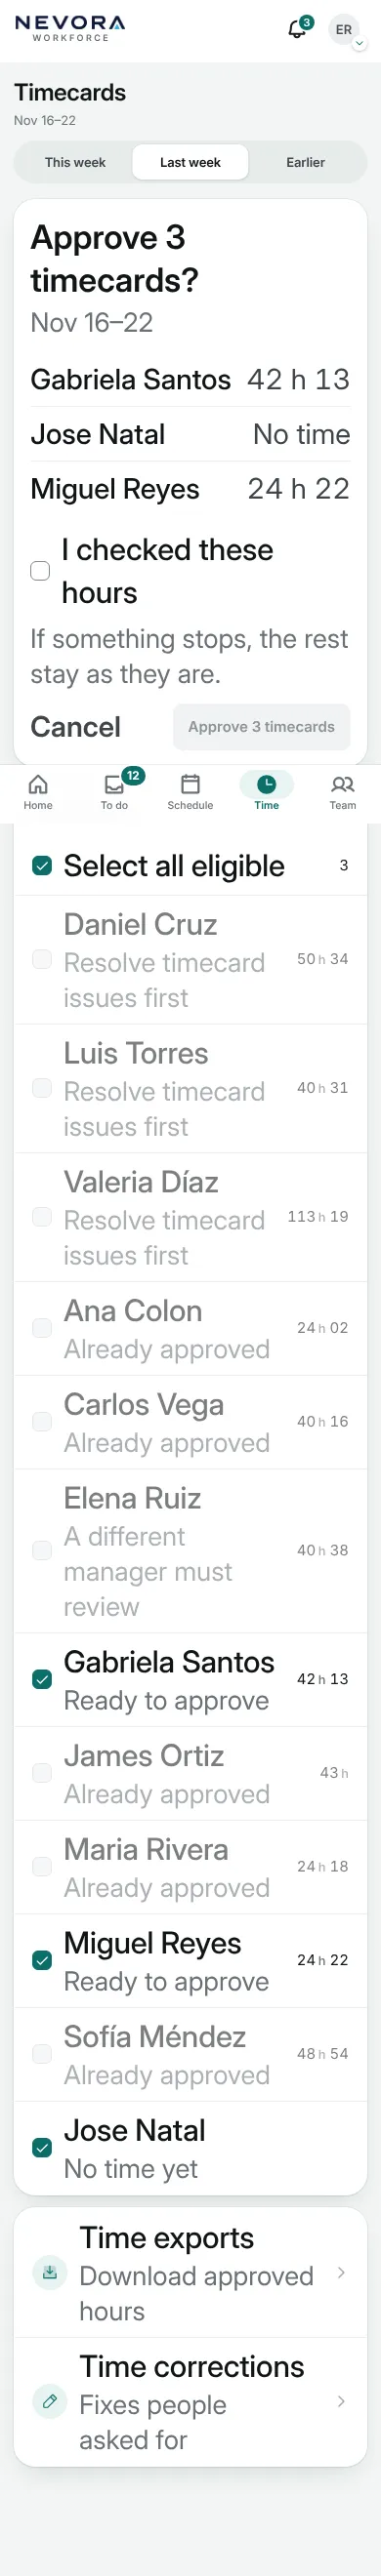 NEVORA
WORKFORCE
3
ER
Timecards
Nov 16–22
This week
Last week
Earlier
Approve 3
timecards?
Nov 16–22
Gabriela Santos 42 h 13
Jose Natal No time
Miguel Reyes 24 h 22
I checked these
hours
If something stops, the rest
stay as they are.
Cancel
Approve 3 timecards
Home
12
To do
Schedule
Time
Team
Select all eligible 3
Daniel Cruz
Resolve timecard
issues first
50 h 34
Luis Torres
Resolve timecard
issues first
40 h 31
Valeria Díaz
Resolve timecard
issues first
113 h 19
Ana Colon
Already approved
24 h 02
Carlos Vega
Already approved
40 h 16
Elena Ruiz
A different
manager must
review
40 h 38
Gabriela Santos
Ready to approve
42 h 13
James Ortiz
Already approved
43 h
Maria Rivera
Already approved
24 h 18
Miguel Reyes
Ready to approve
24 h 22
Sofía Méndez
Already approved
48 h 54
Jose Natal
No time yet
Time exports
Download approved
hours
Time corrections
Fixes people
asked for